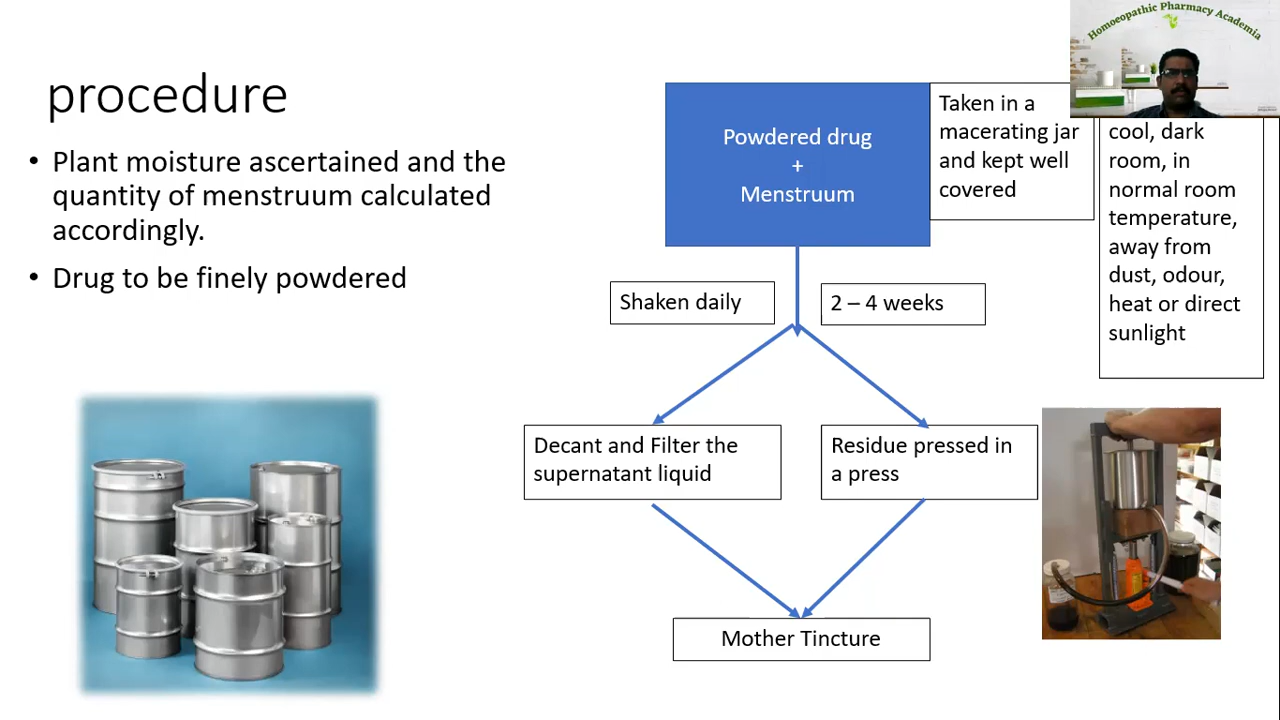 Homoeopathic Pharmacy Academia
procedure
• Plant moisture ascertained and the
quantity of menstruum calculated
accordingly.
• Drug to be finely powdered
Powdered drug
+
Menstruum
Taken in a
macerating jar
and kept well
covered
cool, dark
room, in
normal room
temperature,
away from
dust, odour,
heat or direct
sunlight
Shaken daily
2 – 4 weeks
Decant and Filter the
supernatant liquid
Residue pressed in
a press
Mother Tincture